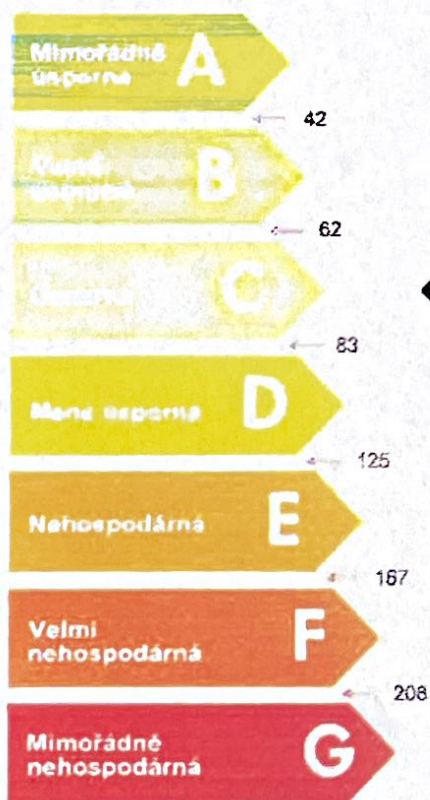 Mimořádně
úsporná
A
42
B
62
C
83
Méně úsporná
D
125
Nehospodárná
E
167
Velmi
nehospodárná
F
208
Mimořádně
nehospodárná
G